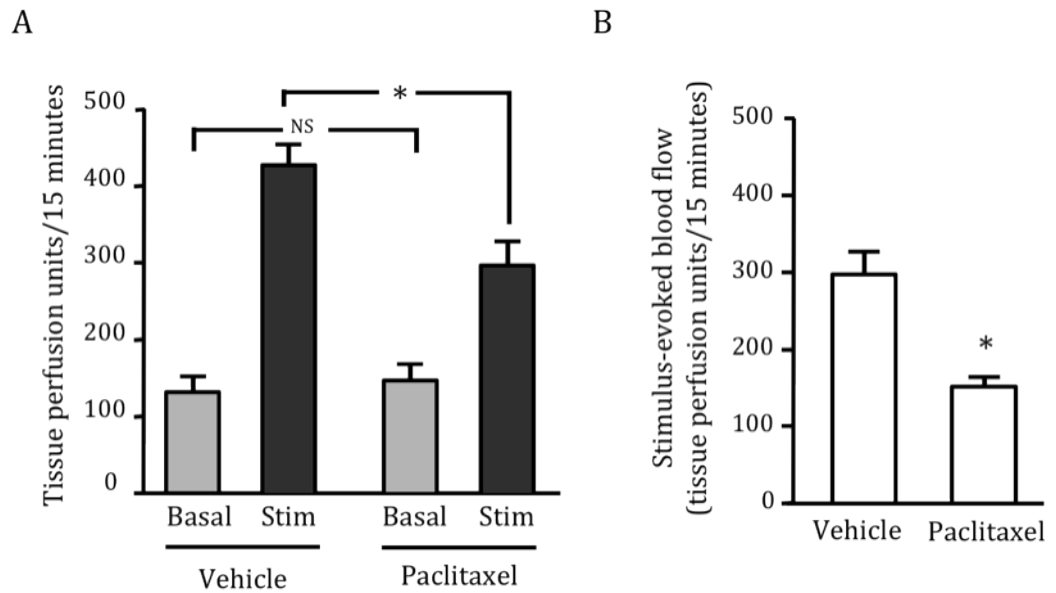 A
Tissue perfusion units/15 minutes
500
400
300
200
100
0
*
NS
Basal Stim Basal Stim
Vehicle Paclitaxel
B
Stimulus-evoked blood flow
(tissue perfusion units/15 minutes)
500
400
300
200
100
0
*
Vehicle Paclitaxel